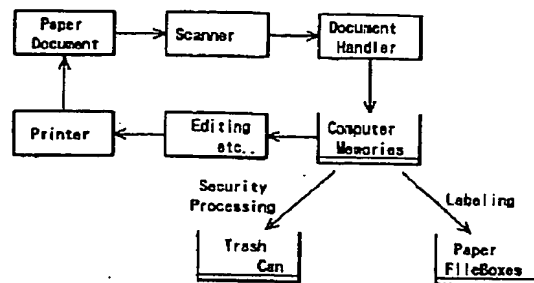 Paper
Document
Scanner
Document
Handler
Printer
Editing
etc..
Computer
Memories
Security
Processing
Labeling
Trash
Can
Paper
FileBoxes